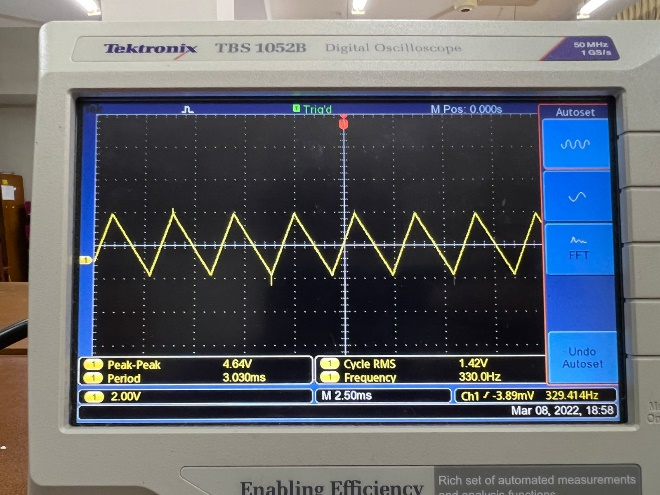 Tektronix TBS 1052B Digital Oscilloscope 50 MHz
1 GS/s
Trig'd M Pos: 0.000s Autoset
FFT
1
Undo
Autoset
1 Peak-Peak 4.64V 1 Cycle RMS 1.42V
1 Period 3.030ms 1 Frequency 330.0Hz
1 2.00V M 2.50ms Ch1 -3.89mV 329.414Hz
Mar 08, 2022, 18:58
Enabling Efficiency
Rich set of automated measurements
and analysis functions